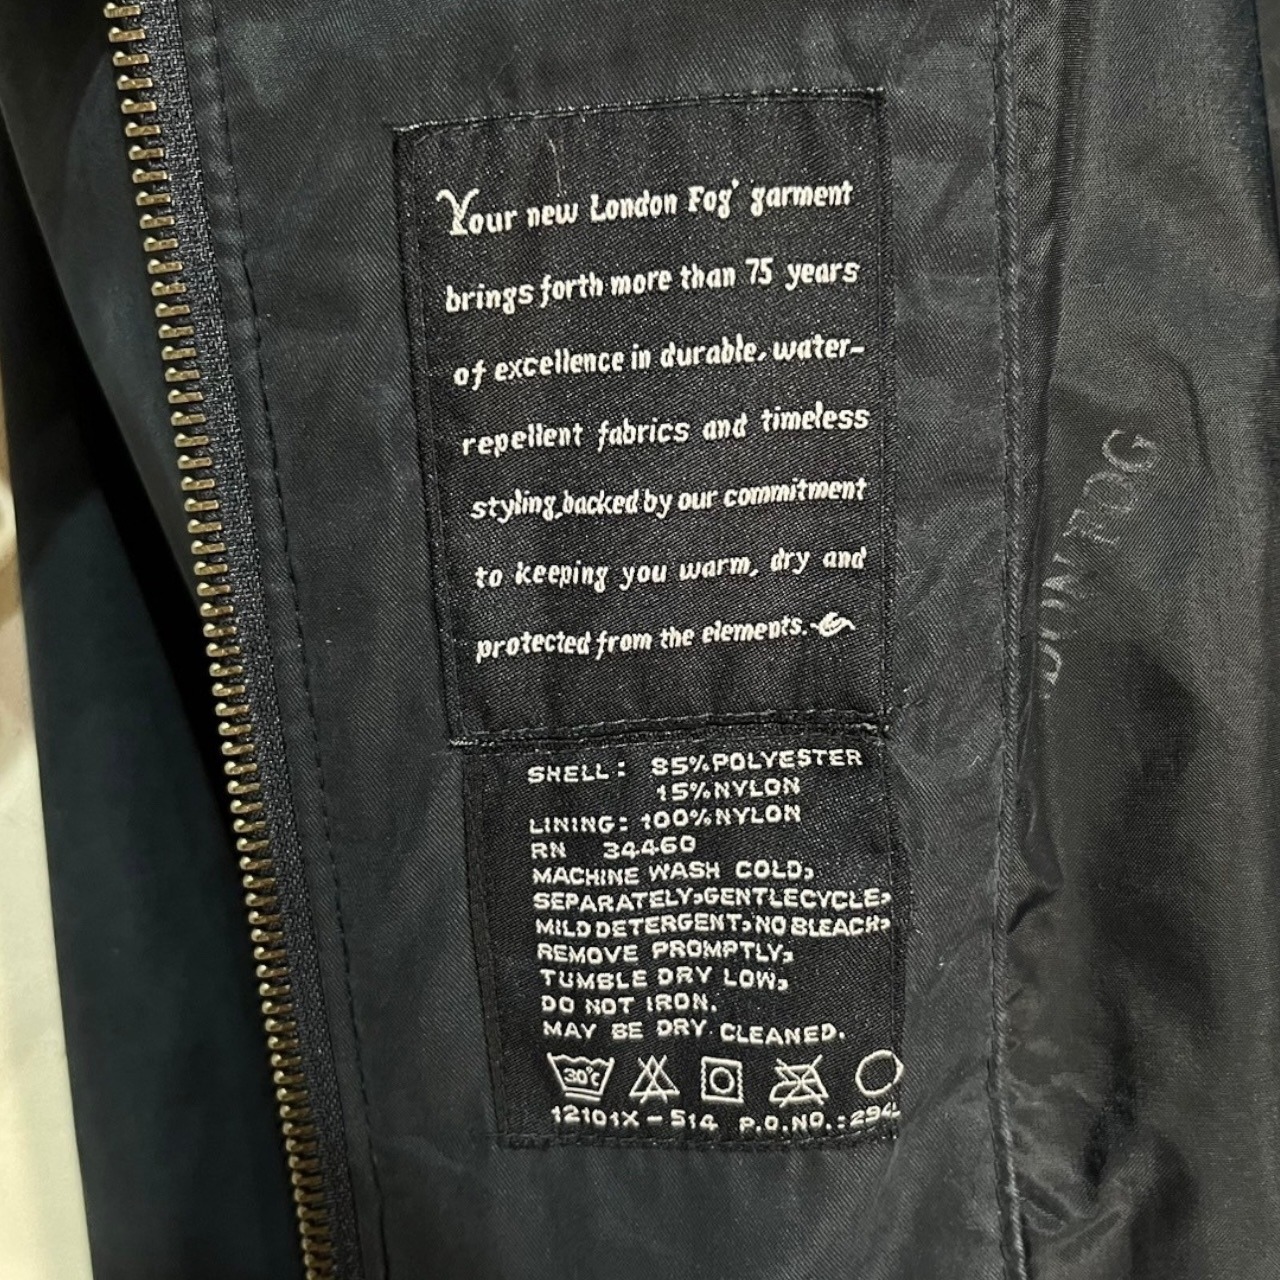 Your new London Fog® garment
brings forth more than 75 years
of excellence in durable, water-
repellent fabrics and timeless
styling, backed by our commitment
to keeping you warm, dry and
protected from the elements.
SHELL: 85% POLYESTER
15% NYLON
LINING: 100% NYLON
RN 34460
MACHINE WASH COLD,
SEPARATELY, GENTLE CYCLE,
MILD DETERGENT, NO BLEACH,
REMOVE PROMPTLY,
TUMBLE DRY LOW,
DO NOT IRON.
MAY BE DRY CLEANED.
30°C
12101X-514 P.O.NO.:294
FOG